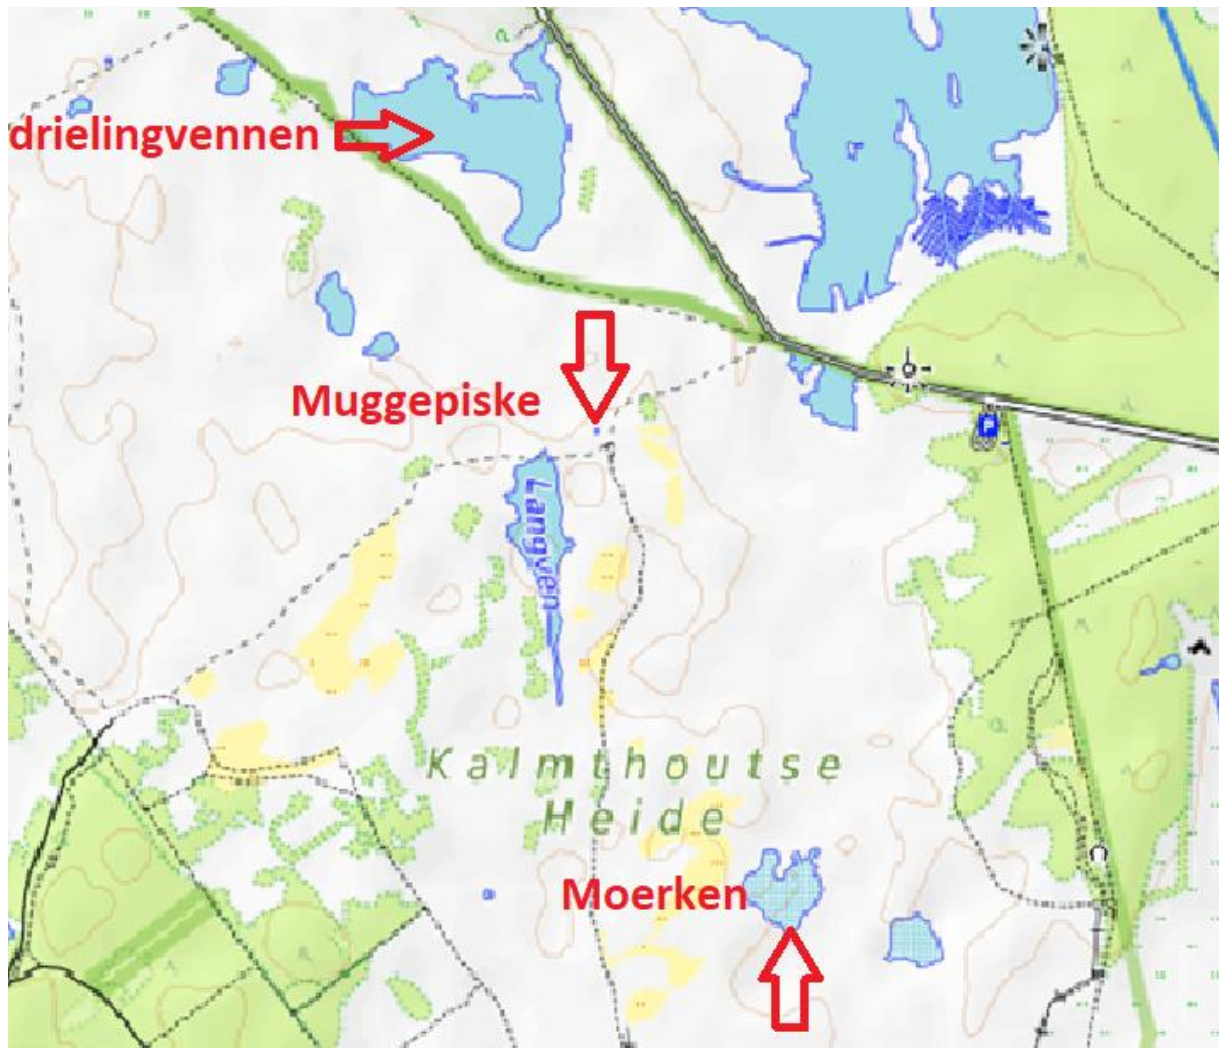 drielingvennen
Muggepiske
Langven
P
Kalmthoutse
Heide
Moerken